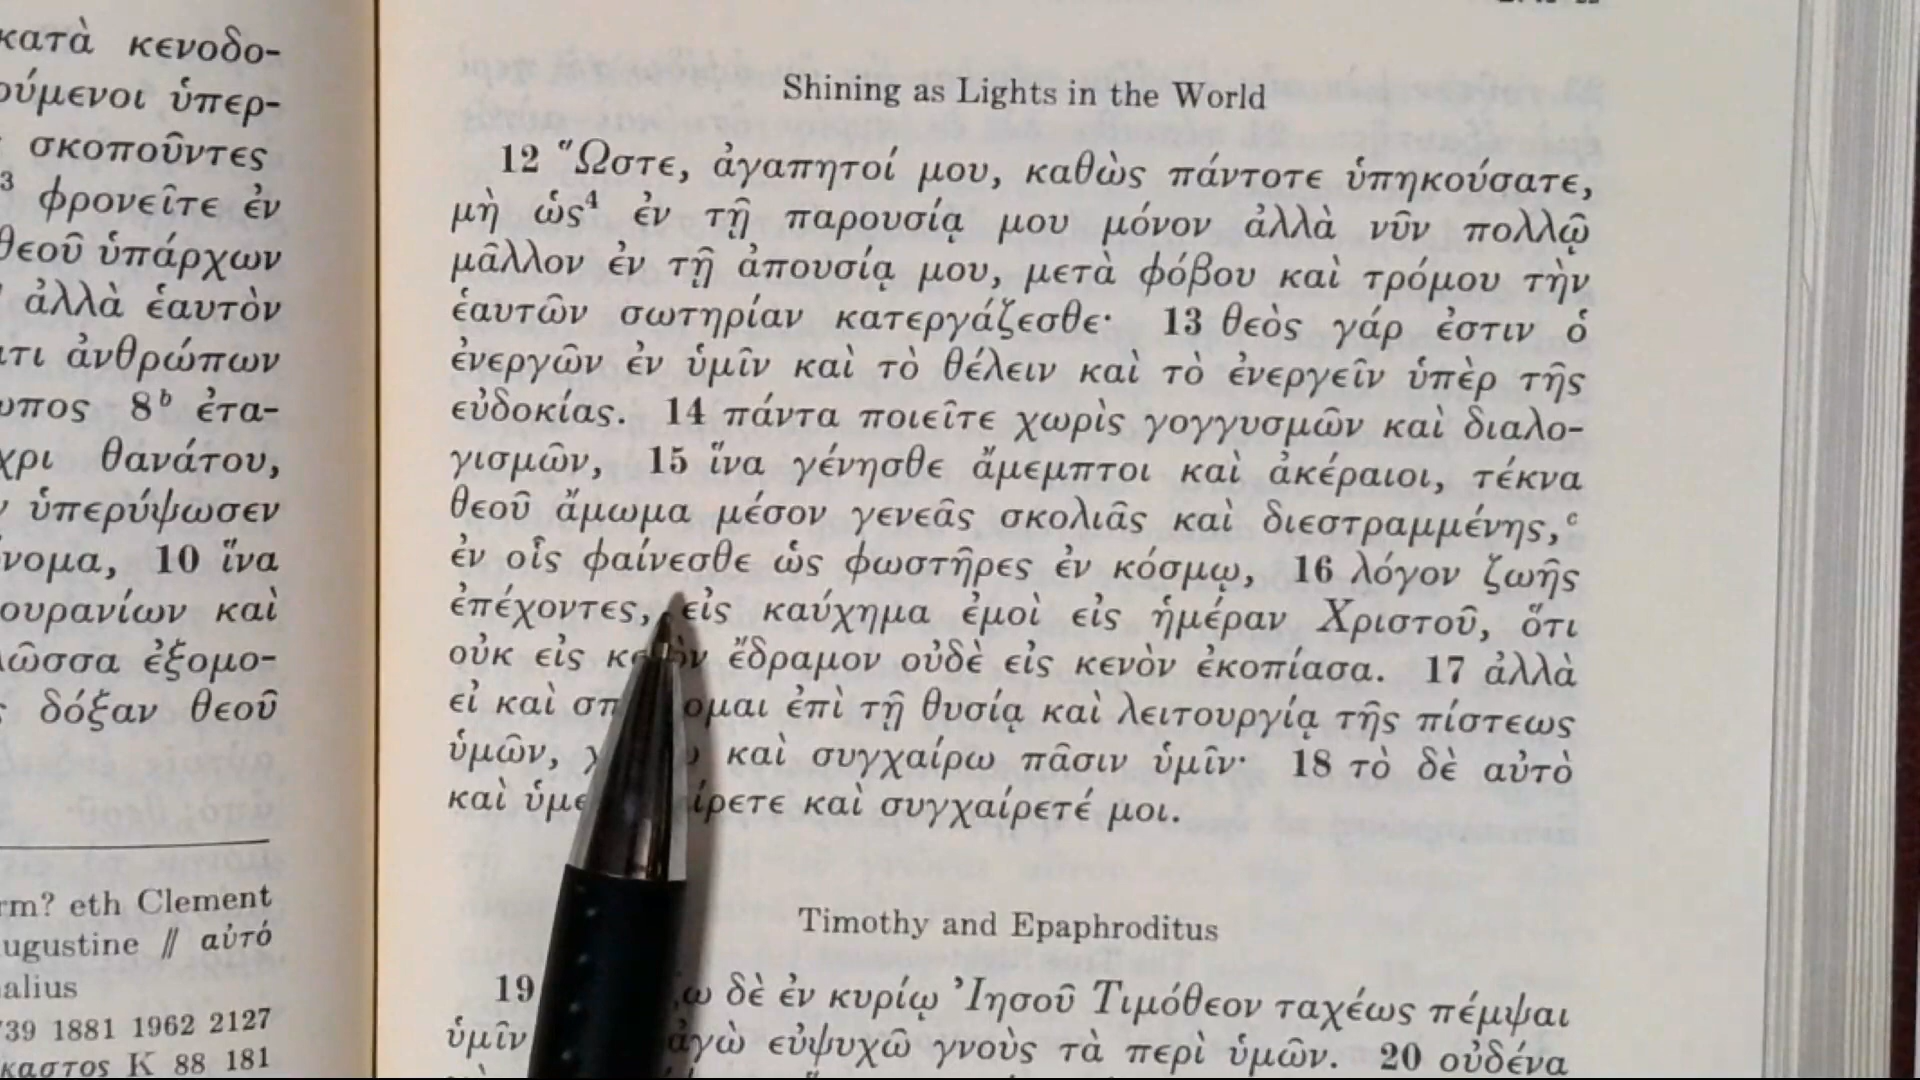 κατὰ κενοδο-
ούμενοι ὑπερ-
σκοποῦντες
3 φρονεῖτε ἐν
θεοῦ ὑπάρχων
ἀλλὰ ἑαυτὸν
ατι ἀνθρώπων
υπος 8b ἐτα-
χρι θανάτου,
ὑπερύψωσεν
νομα, 10 ἵνα
ουρανίων καὶ
λῶσσα ἐξομο-
δόξαν θεοῦ
rm? eth Clement
ugustine // αὐτό
alius
739 1881 1962 2127
καστος K 88 181
Shining as Lights in the World
12 Ὥστε, ἀγαπητοί μου, καθὼς πάντοτε ὑπηκούσατε,
μὴ ὡς4 ἐν τῇ παρουσίᾳ μου μόνον ἀλλὰ νῦν πολλῷ
μᾶλλον ἐν τῇ ἀπουσίᾳ μου, μετὰ φόβου καὶ τρόμου τὴν
ἑαυτῶν σωτηρίαν κατεργάζεσθε· 13 θεὸς γάρ ἐστιν ὁ
ἐνεργῶν ἐν ὑμῖν καὶ τὸ θέλειν καὶ τὸ ἐνεργεῖν ὑπὲρ τῆς
εὐδοκίας. 14 πάντα ποιεῖτε χωρὶς γογγυσμῶν καὶ διαλο-
γισμῶν, 15 ἵνα γένησθε ἄμεμπτοι καὶ ἀκέραιοι, τέκνα
θεοῦ ἄμωμα μέσον γενεᾶς σκολιᾶς καὶ διεστραμμένης,c
ἐν οἷς φαίνεσθε ὡς φωστῆρες ἐν κόσμῳ, 16 λόγον ζωῆς
ἐπέχοντες, εἰς καύχημα ἐμοὶ εἰς ἡμέραν Χριστοῦ, ὅτι
οὐκ εἰς ἔδραμον οὐδὲ εἰς κενὸν ἐκοπίασα. 17 ἀλλὰ
εἰ καὶ ἐπὶ τῇ θυσίᾳ καὶ λειτουργίᾳ τῆς πίστεως
ὑμῶν, καὶ συγχαίρω πᾶσιν ὑμῖν· 18 τὸ δὲ αὐτὸ
καὶ καὶ συγχαίρετέ μοι.
Timothy and Epaphroditus
19 δὲ ἐν κυρίῳ Ἰησοῦ Τιμόθεον ταχέως πέμψαι
ὑμῖν εὐψυχῶ γνοὺς τὰ περὶ ὑμῶν. 20 οὐδένα